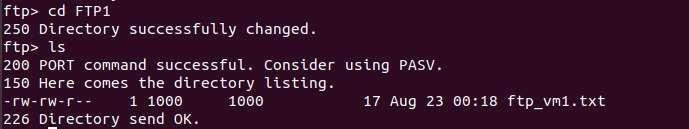 ftp> cd FTP1
250 Directory successfully changed.
ftp> ls
200 PORT command successful. Consider using PASV.
150 Here comes the directory listing.
-rw-rw-r--    1 1000     1000           17 Aug 23 00:18 ftp_vm1.txt
226 Directory send OK.